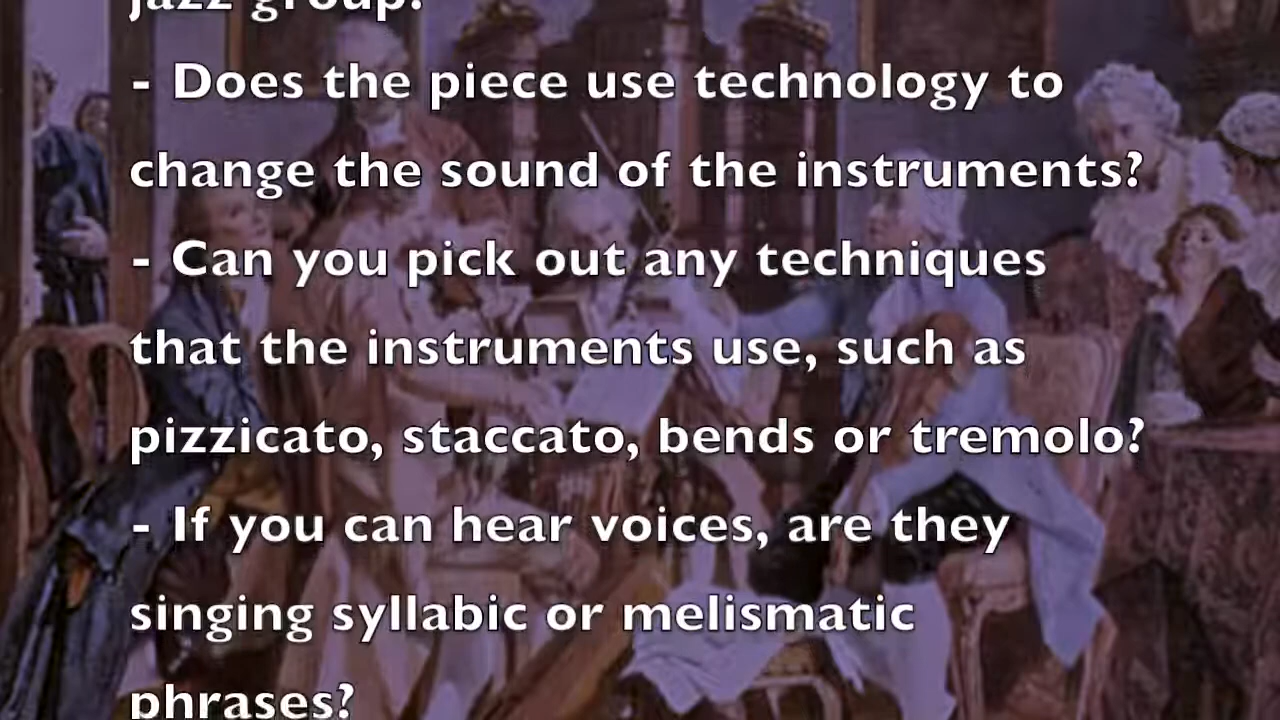 jazz group?
- Does the piece use technology to
change the sound of the instruments?
- Can you pick out any techniques
that the instruments use, such as
pizzicato, staccato, bends or tremolo?
- If you can hear voices, are they
singing syllabic or melismatic
phrases?